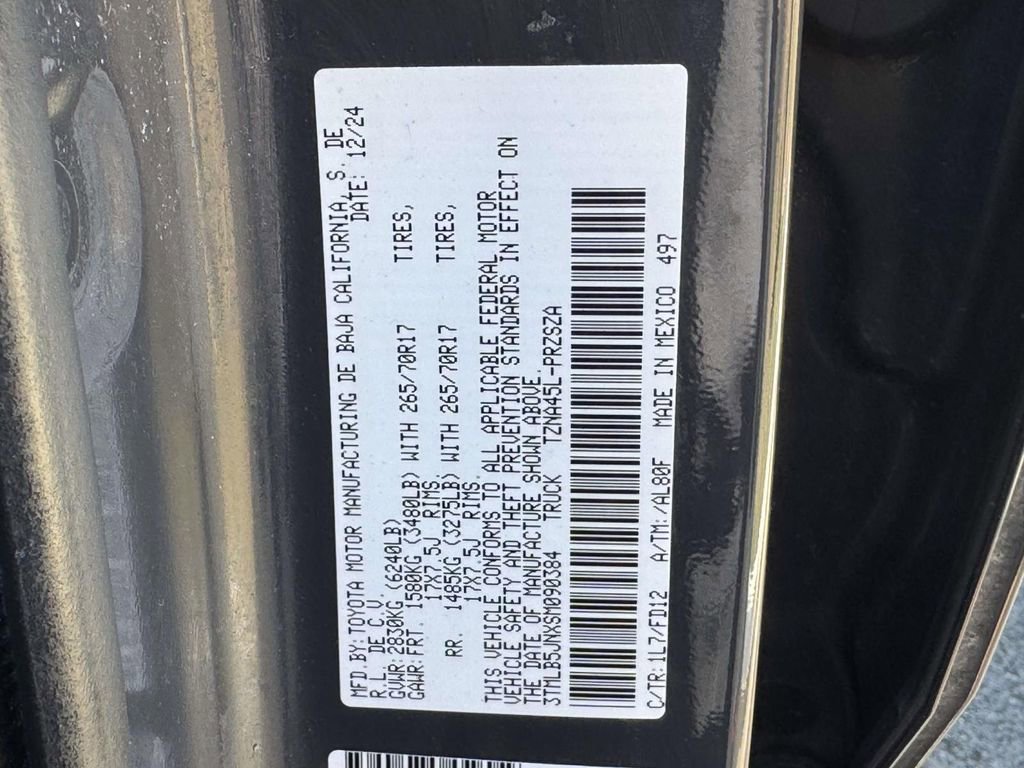 MFD.BY:TOYOTA MOTOR MANUFACTURING DE BAJA CALIFORNIA, S. DE
R.L. DE C.V. DATE: 12/24
GVWR:2830KG (6240LB)
GAWR:FRT. 1580KG (3480LB) WITH 265/70R17 TIRES,
17X7.5J RIMS.
RR. 1485KG (3275LB) WITH 265/70R17 TIRES,
17X7.5J RIMS.
THIS VEHICLE CONFORMS TO ALL APPLICABLE FEDERAL MOTOR
VEHICLE SAFETY AND THEFT PREVENTION STANDARDS IN EFFECT ON
THE DATE OF MANUFACTURE SHOWN ABOVE.
3TMLB5JNXSM090384 TRUCK TZNA45L-PRZSZA
C/TR:1L7/FD12 A/TM:/AL80F MADE IN MEXICO 497